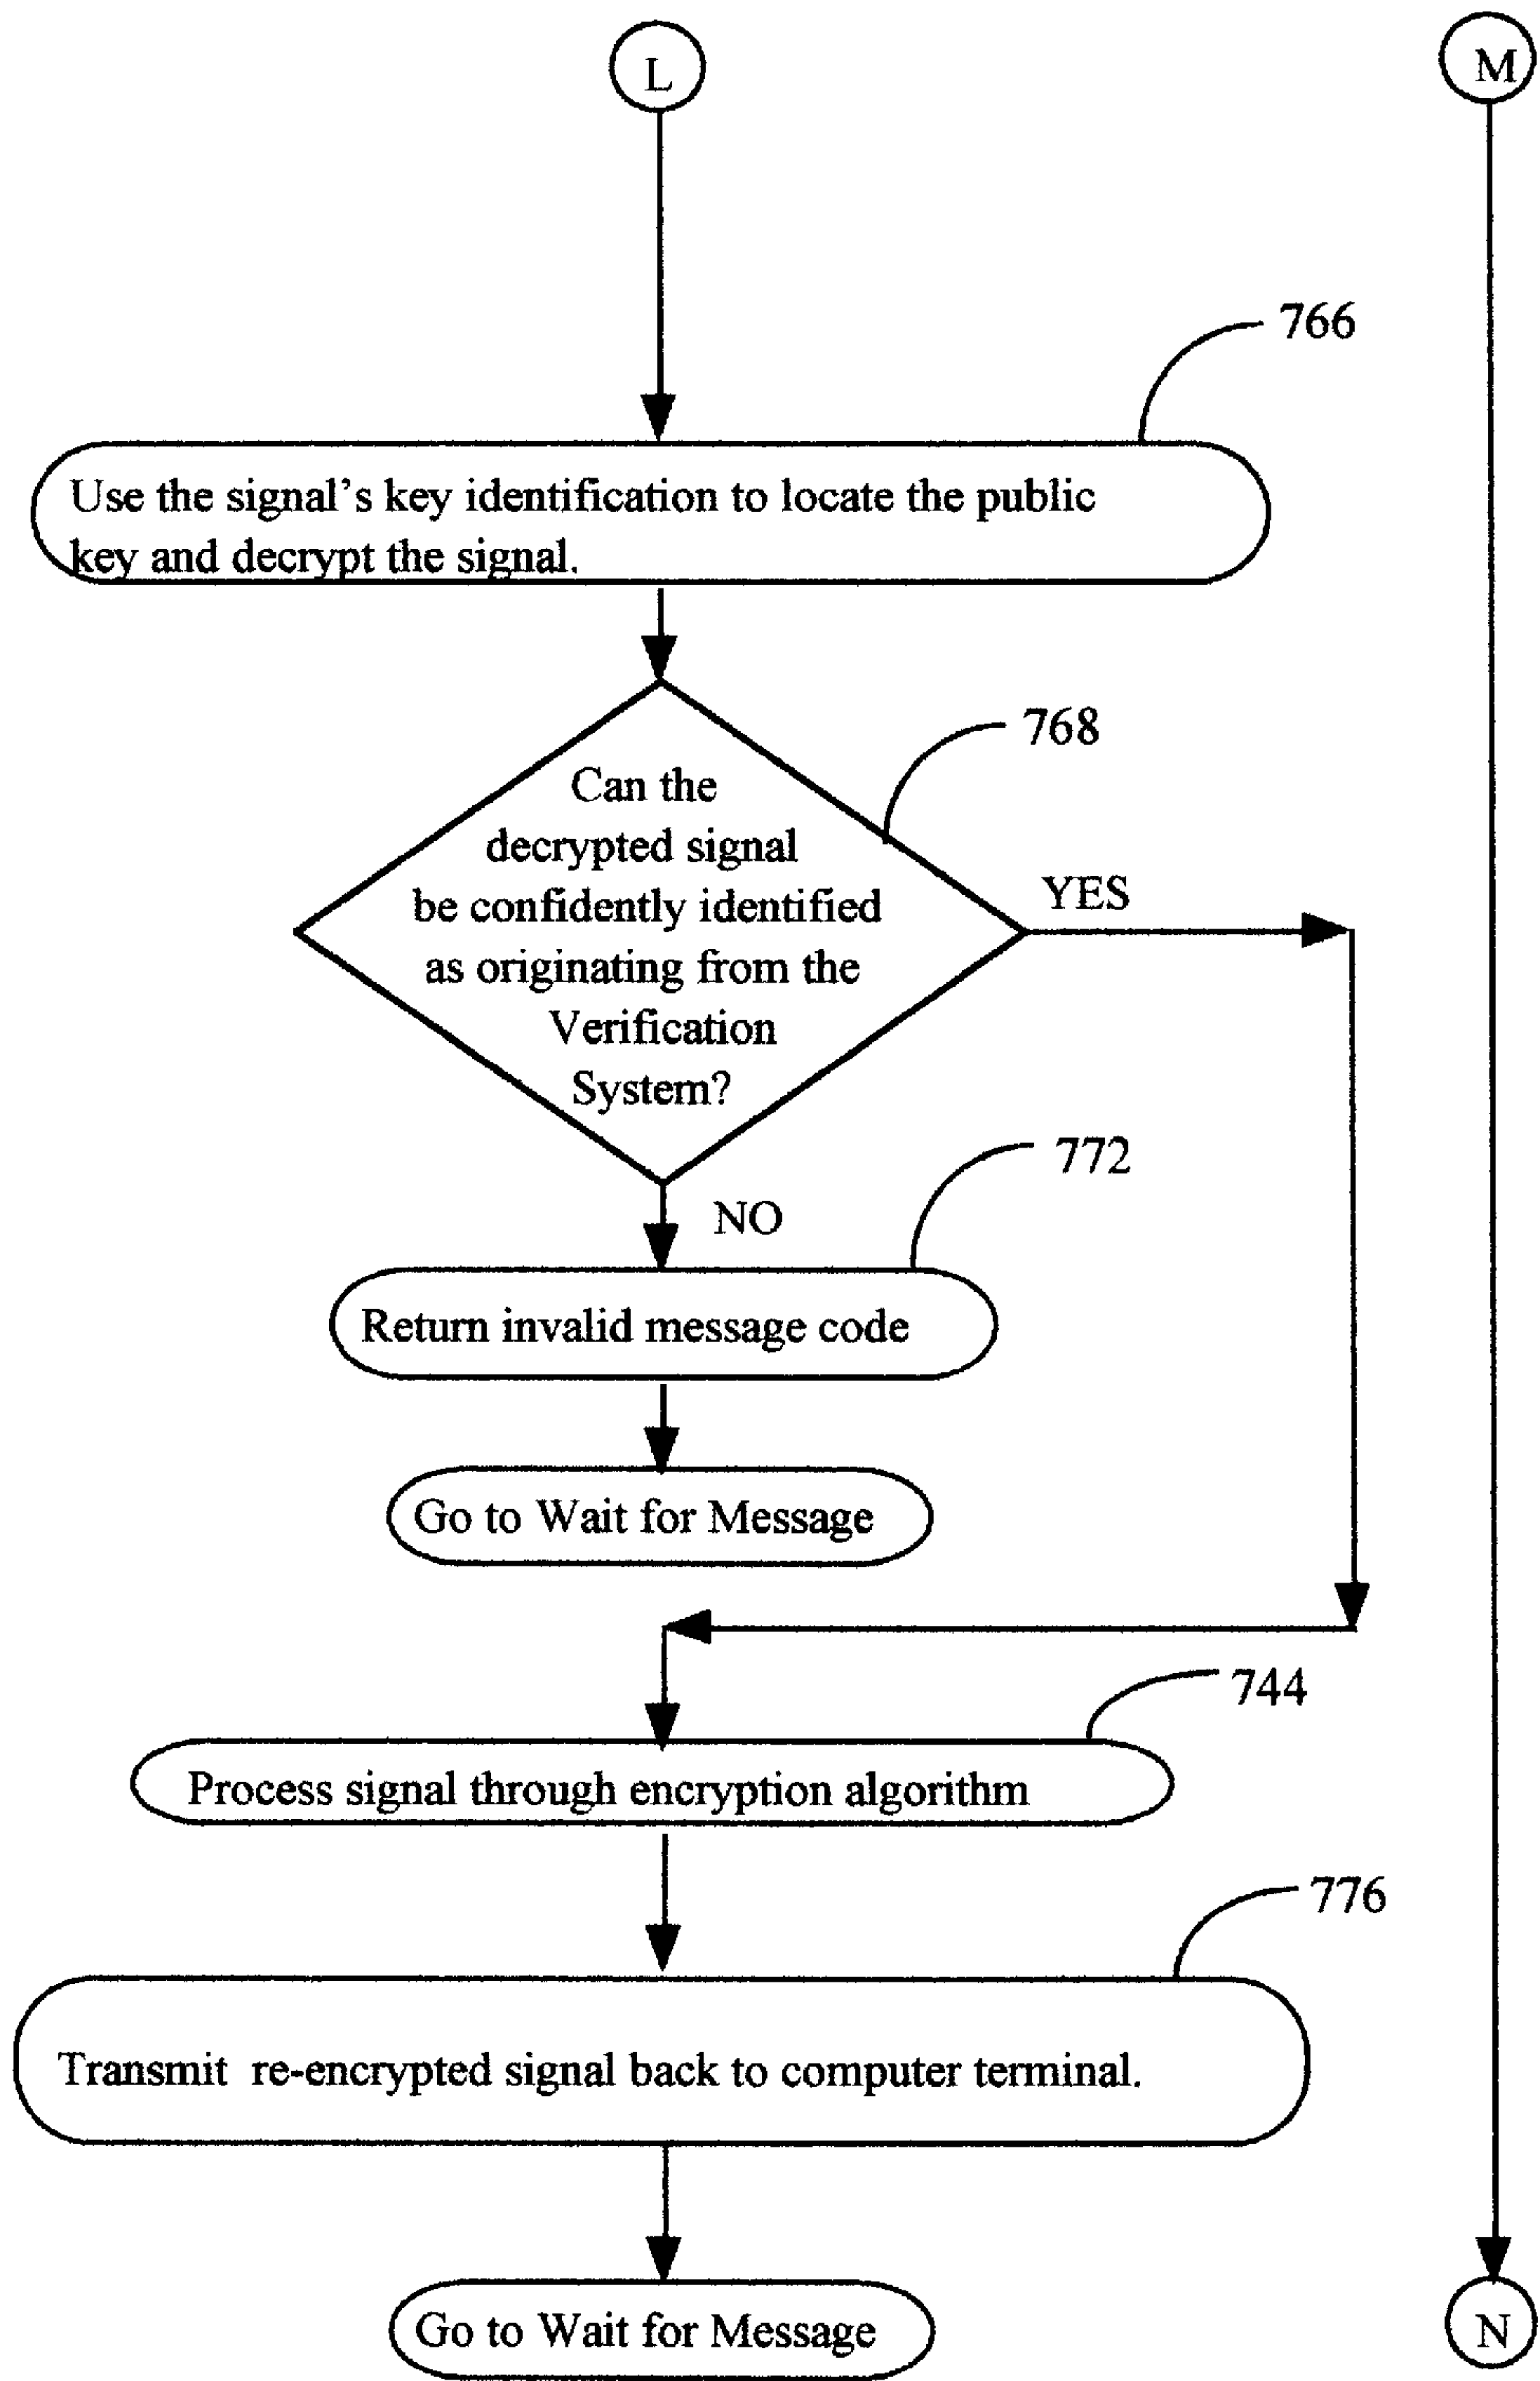 L
M
766
Use the signal's key identification to locate the public
key and decrypt the signal.
768
Can the
decrypted signal
be confidently identified
as originating from the
Verification
System?
YES
772
NO
Return invalid message code
Go to Wait for Message
744
Process signal through encryption algorithm
776
Transmit re-encrypted signal back to computer terminal.
Go to Wait for Message
N